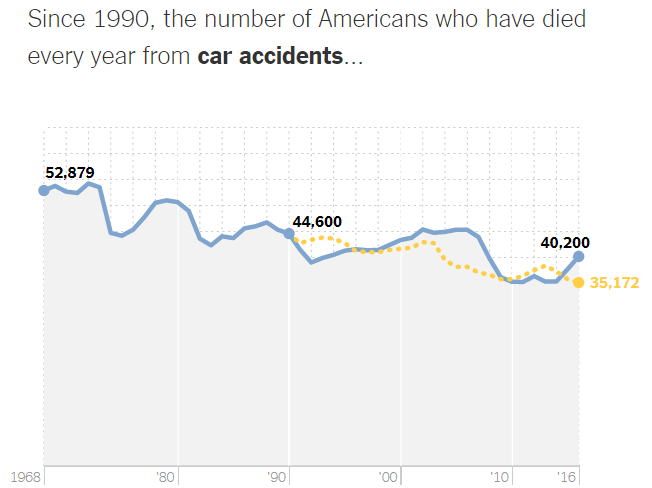 Since 1990, the number of Americans who have died
every year from car accidents...
52,879
44,600
40,200
35,172
1968 '80 '90 '00 '10 '16